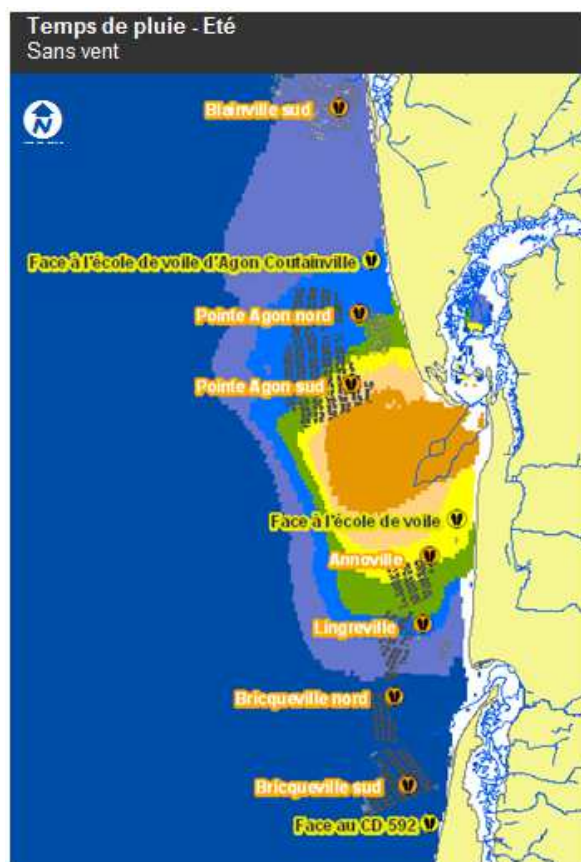 Temps de pluie - Eté
Sans vent
N
Blainville sud
Face à l'école de voile d'Agon Coutainville
Pointe Agon nord
Pointe Agon sud
Face à l'école de voile
Annoville
Lingreville
Bricqueville nord
Bricqueville sud
Face au CD 592